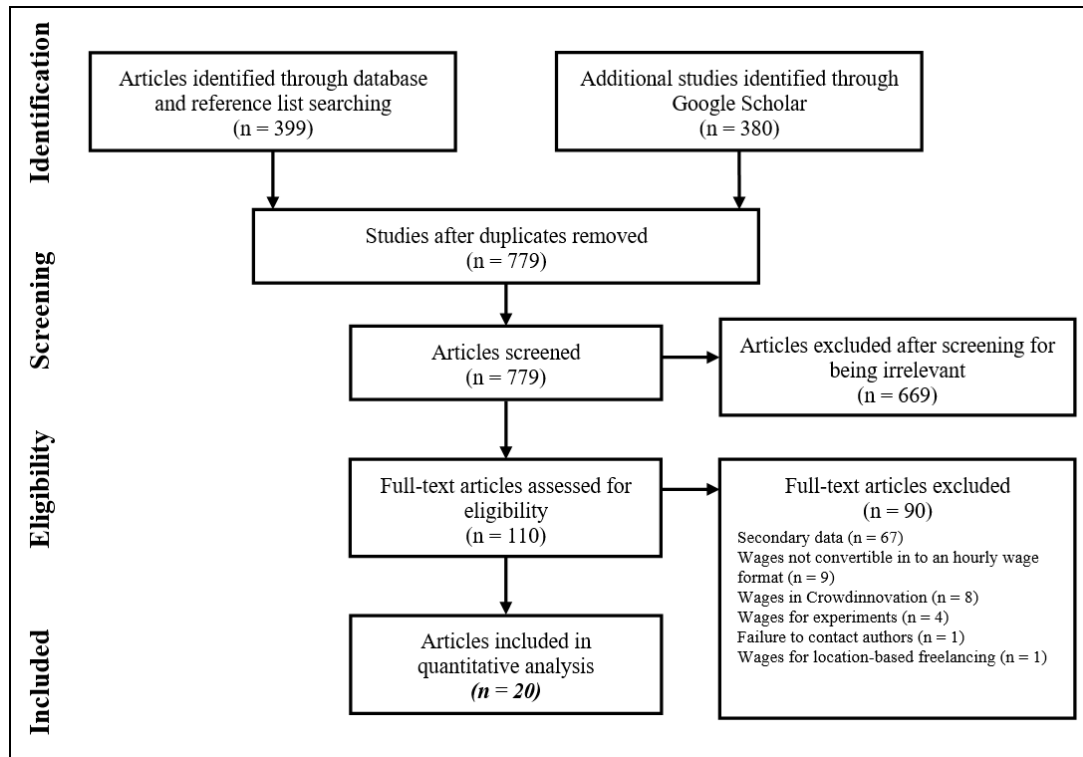 Identification
Articles identified through database
and reference list searching
(n = 399)
Additional studies identified through
Google Scholar
(n = 380)
Studies after duplicates removed
(n = 779)
Screening
Articles screened
(n = 779)
Articles excluded after screening for
being irrelevant
(n = 669)
Eligibility
Full-text articles assessed for
eligibility
(n = 110)
Full-text articles excluded
(n = 90)
Secondary data (n = 67)
Wages not convertible in to an hourly wage
format (n = 9)
Wages in Crowdinnovation (n = 8)
Wages for experiments (n = 4)
Failure to contact authors (n = 1)
Wages for location-based freelancing (n = 1)
Included
Articles included in
quantitative analysis
(n = 20)